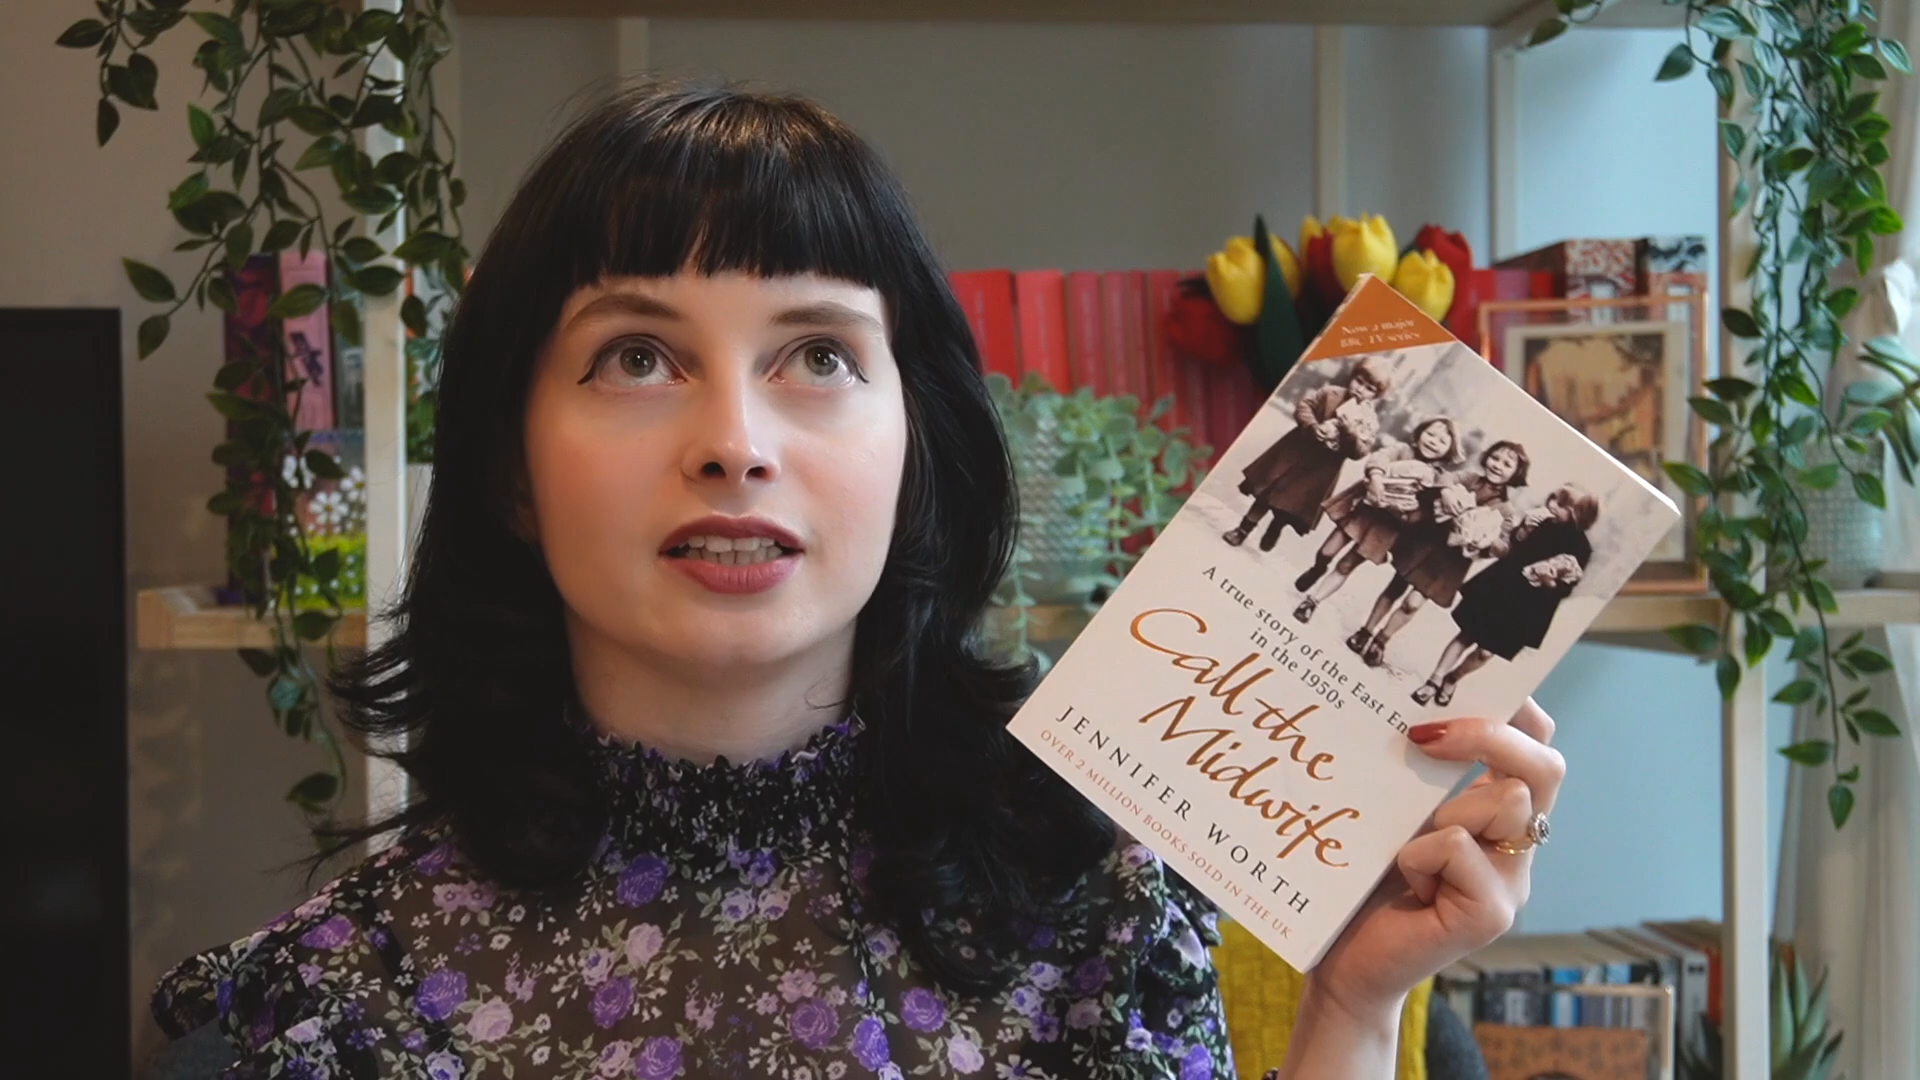 Now a major
BBC TV series
A true story of the East En
in the 1950s
Call the
Midwife
JENNIFER WORTH
OVER 2 MILLION BOOKS SOLD IN THE UK